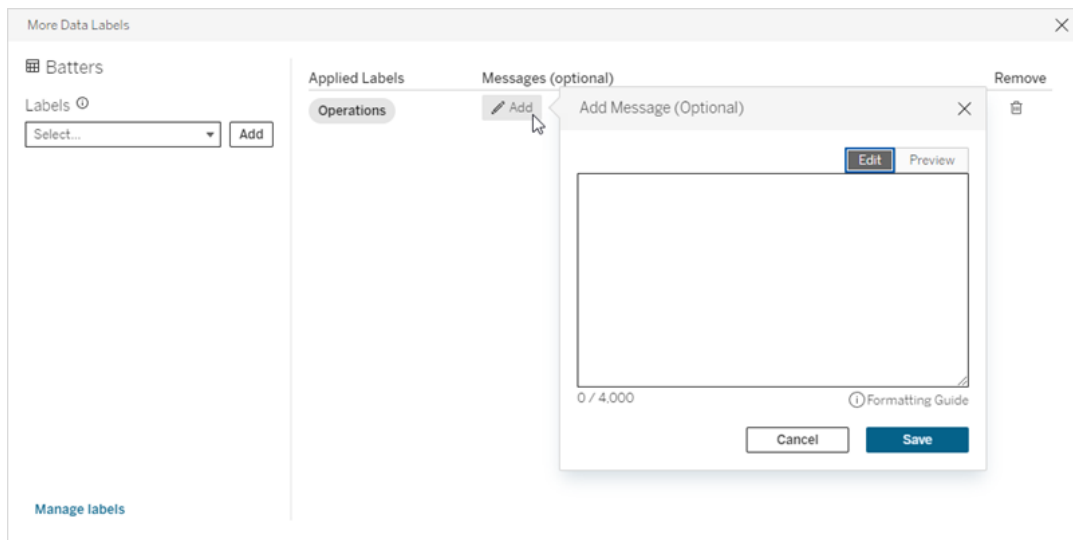 More Data Labels
Batters
Labels
Select...
Add
Manage labels
Applied Labels
Messages (optional)
Remove
Operations
Add
Add Message (Optional)
Edit
Preview
0 / 4,000
Formatting Guide
Cancel
Save